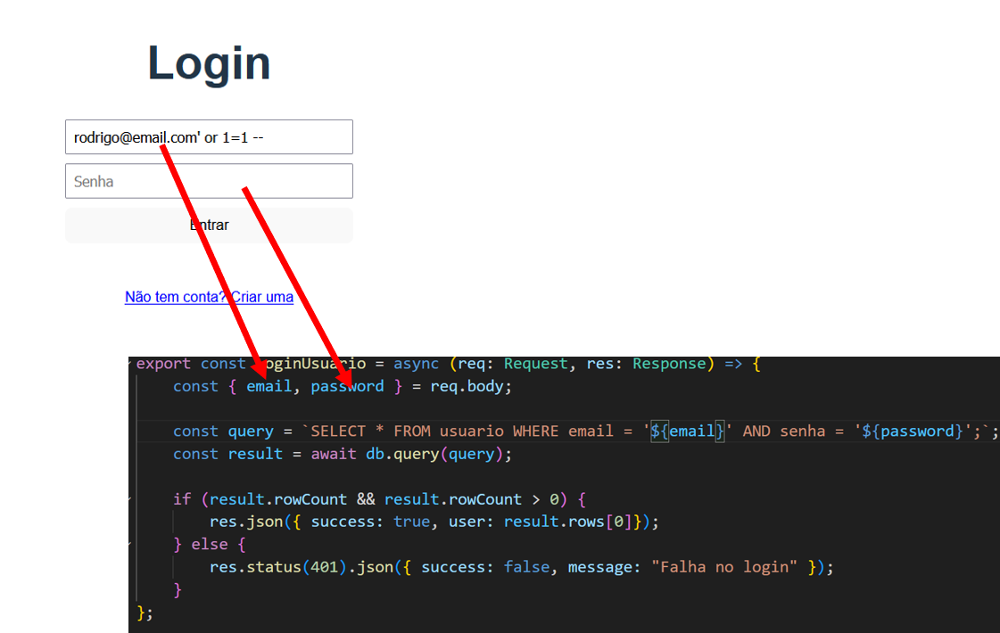 Login
rodrigo@email.com' or 1=1 --
Senha
Entrar
Não tem conta? Criar uma
export const loginUsuario = async (req: Request, res: Response) => {
const { email, password } = req.body;
const query = `SELECT * FROM usuario WHERE email = '${email}' AND senha = '${password}';`;
const result = await db.query(query);
if (result.rowCount && result.rowCount > 0) {
res.json({ success: true, user: result.rows[0]});
} else {
res.status(401).json({ success: false, message: "Falha no login" });
}
};